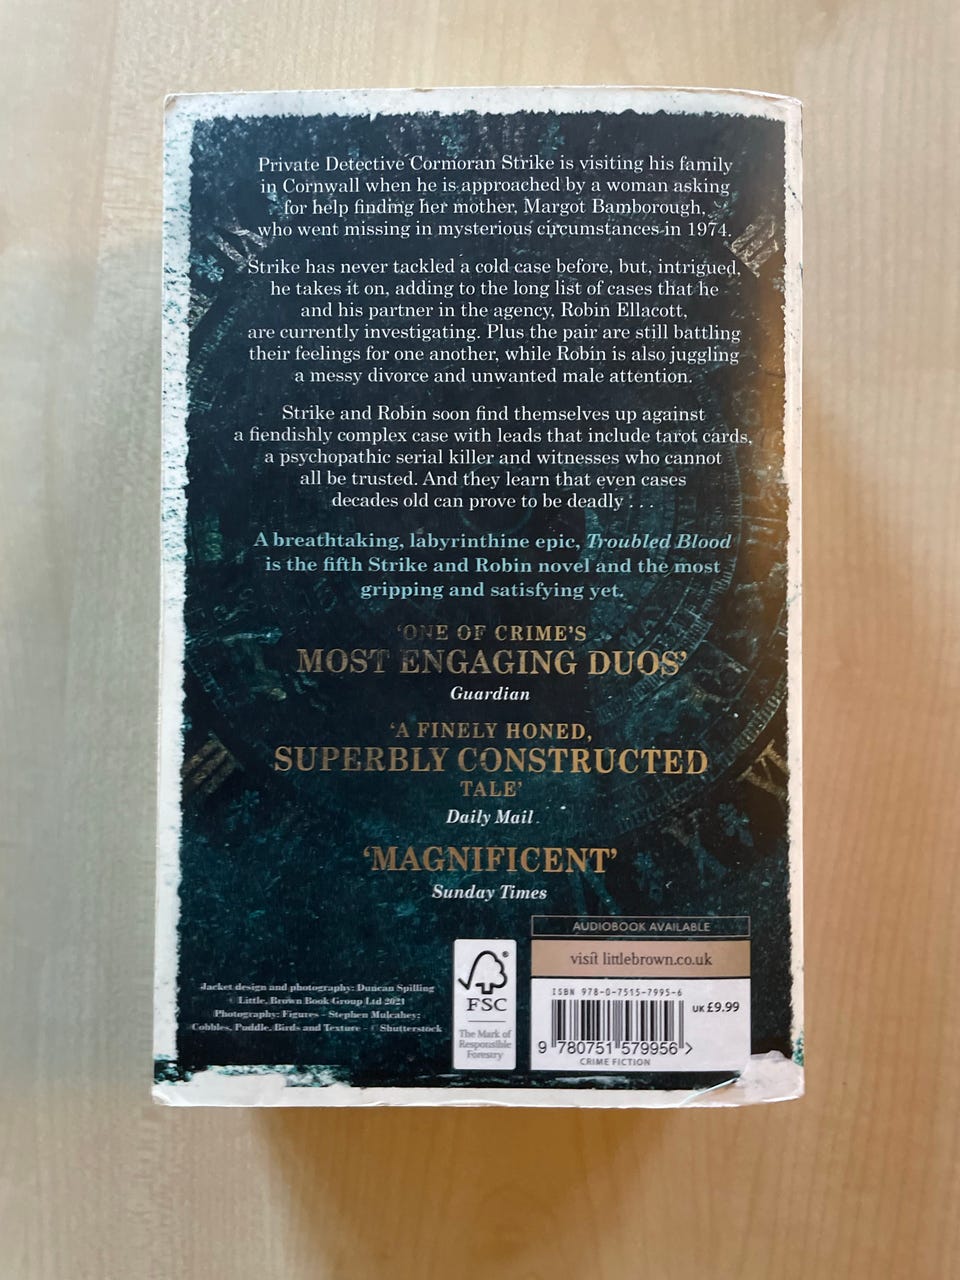 Private Detective Cormoran Strike is visiting his family
in Cornwall when he is approached by a woman asking
for help finding her mother, Margot Bamborough,
who went missing in mysterious circumstances in 1974.
Strike has never tackled a cold case before, but, intrigued,
he takes it on, adding to the long list of cases that he
and his partner in the agency, Robin Ellacott,
are currently investigating. Plus the pair are still battling
their feelings for one another, while Robin is also juggling
a messy divorce and unwanted male attention.
Strike and Robin soon find themselves up against
a fiendishly complex case with leads that include tarot cards,
a psychopathic serial killer and witnesses who cannot
all be trusted. And they learn that even cases
decades old can prove to be deadly . . .
A breathtaking, labyrinthine epic, Troubled Blood
is the fifth Strike and Robin novel and the most
gripping and satisfying yet.
‘ONE OF CRIME’S
MOST ENGAGING DUOS’
Guardian
‘A FINELY HONED,
SUPERBLY CONSTRUCTED
TALE’
Daily Mail
‘MAGNIFICENT’
Sunday Times
Jacket design and photography: Duncan Spilling
© Little, Brown Book Group Ltd 2021
Photography: Figures – Stephen Mulcahey;
Cobbles, Puddle, Birds and Texture – © Shutterstock
FSC
®
The Mark of
Responsible
Forestry
AUDIOBOOK AVAILABLE
visit littlebrown.co.uk
ISBN 978-0-7515-7995-6
UK £9.99
9 780751 579956 >
CRIME FICTION